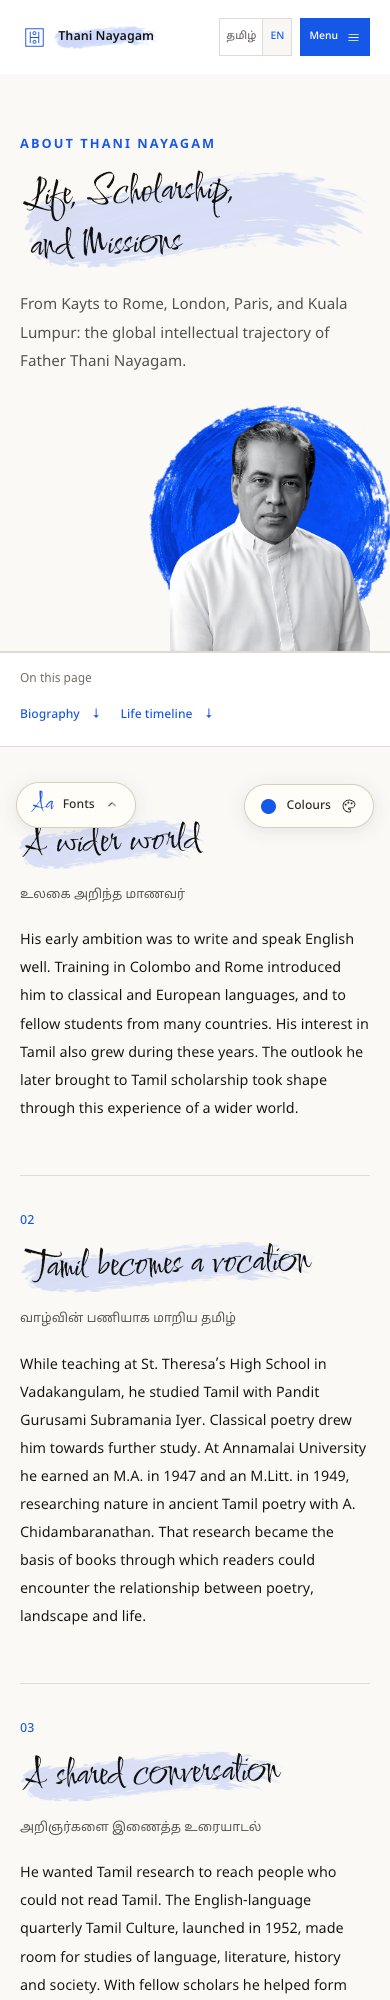 Thani Nayagam
தமிழ் EN Menu
ABOUT THANI NAYAGAM
Life, Scholarship,
and Missions
From Kayts to Rome, London, Paris, and Kuala
Lumpur: the global intellectual trajectory of
Father Thani Nayagam.
On this page
Biography ↓ Life timeline ↓
Aa Fonts
Colours
A wider world
உலகை அறிந்த மாணவர்
His early ambition was to write and speak English
well. Training in Colombo and Rome introduced
him to classical and European languages, and to
fellow students from many countries. His interest in
Tamil also grew during these years. The outlook he
later brought to Tamil scholarship took shape
through this experience of a wider world.
02
Tamil becomes a vocation
வாழ்வின் பணியாக மாறிய தமிழ்
While teaching at St. Theresa’s High School in
Vadakangulam, he studied Tamil with Pandit
Gurusami Subramania Iyer. Classical poetry drew
him towards further study. At Annamalai University
he earned an M.A. in 1947 and an M.Litt. in 1949,
researching nature in ancient Tamil poetry with A.
Chidambaranathan. That research became the
basis of books through which readers could
encounter the relationship between poetry,
landscape and life.
03
A shared conversation
அறிஞர்களை இணைத்த உரையாடல்
He wanted Tamil research to reach people who
could not read Tamil. The English-language
quarterly Tamil Culture, launched in 1952, made
room for studies of language, literature, history
and society. With fellow scholars he helped form